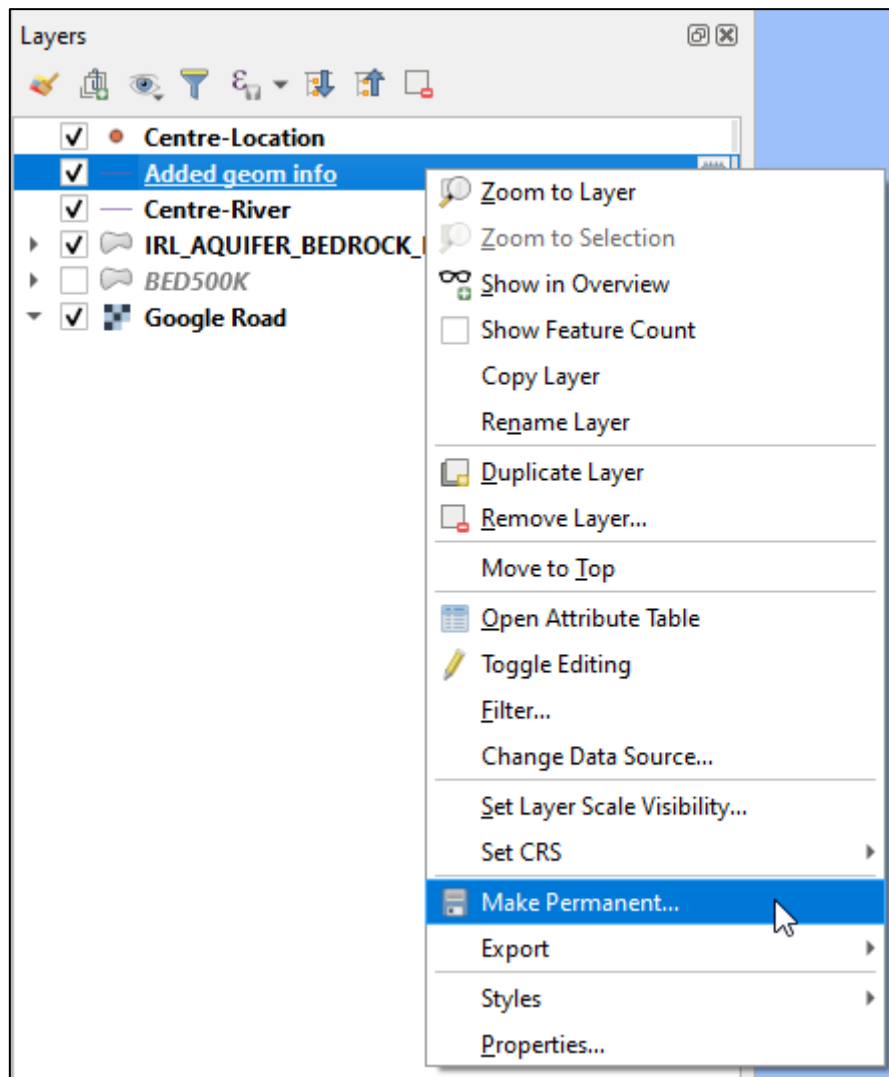 Layers
Centre-Location
Added geom info
Centre-River
IRL_AQUIFER_BEDROCK_
BED500K
Google Road
Zoom to Layer
Zoom to Selection
Show in Overview
Show Feature Count
Copy Layer
Rename Layer
Duplicate Layer
Remove Layer...
Move to Top
Open Attribute Table
Toggle Editing
Filter...
Change Data Source...
Set Layer Scale Visibility...
Set CRS
Make Permanent...
Export
Styles
Properties...